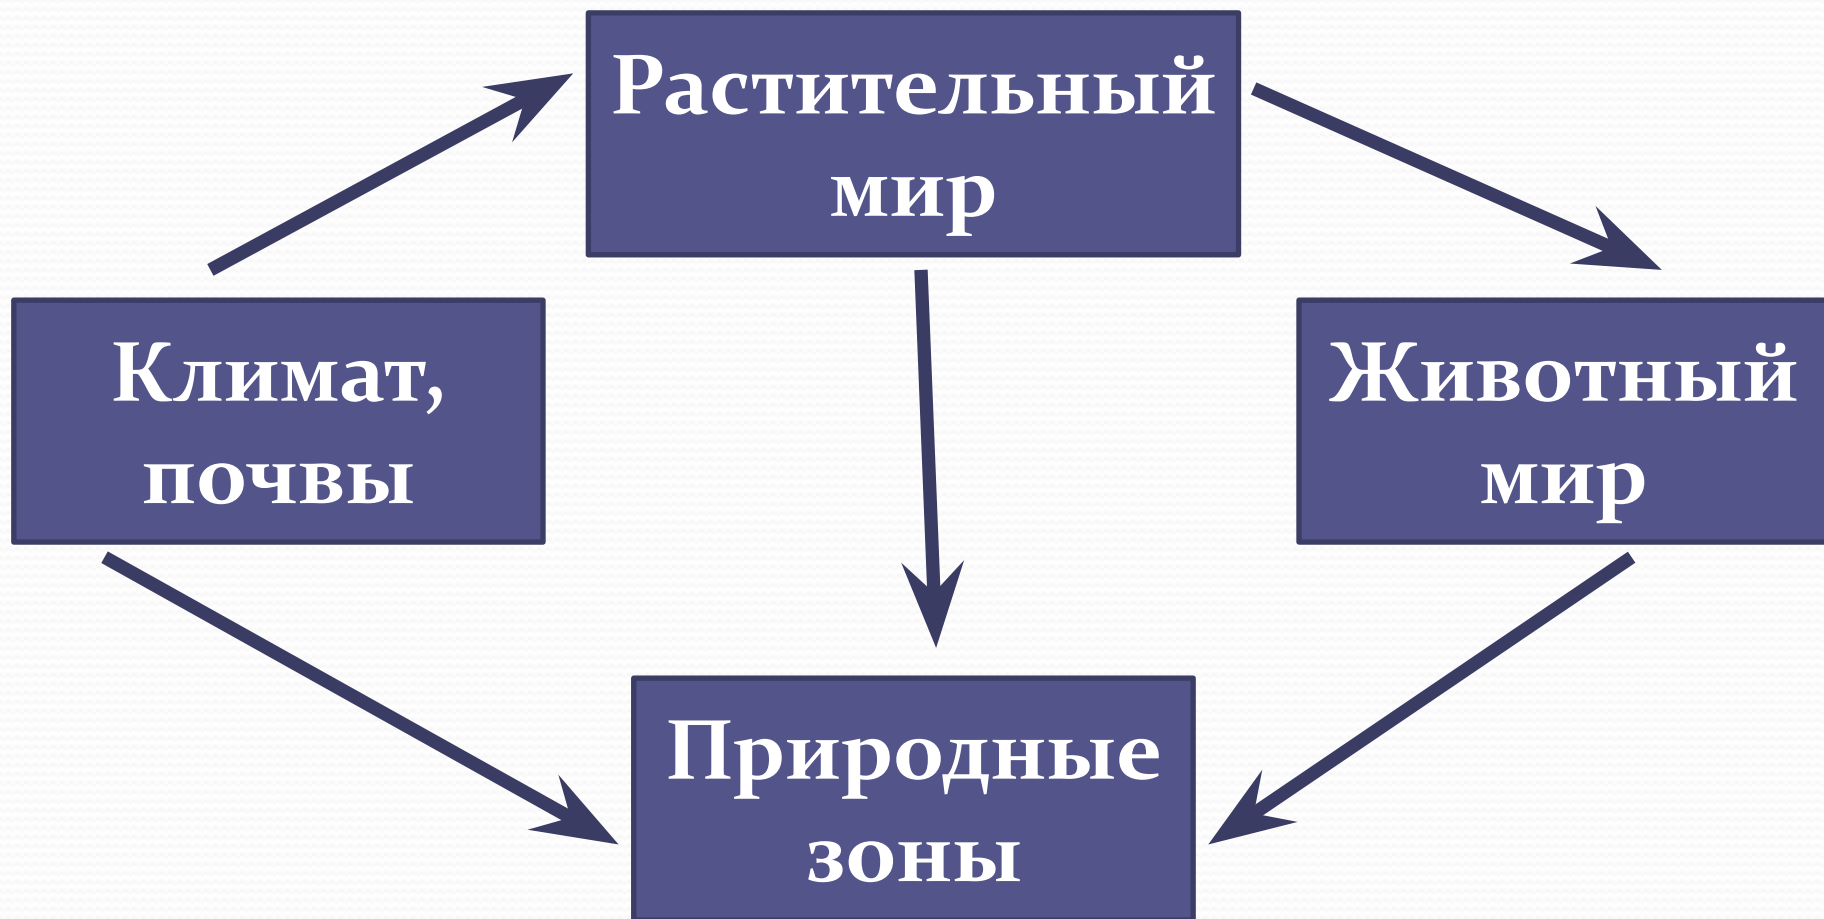 Растительный
мир
Климат,
почвы
Животный
мир
Природные
зоны